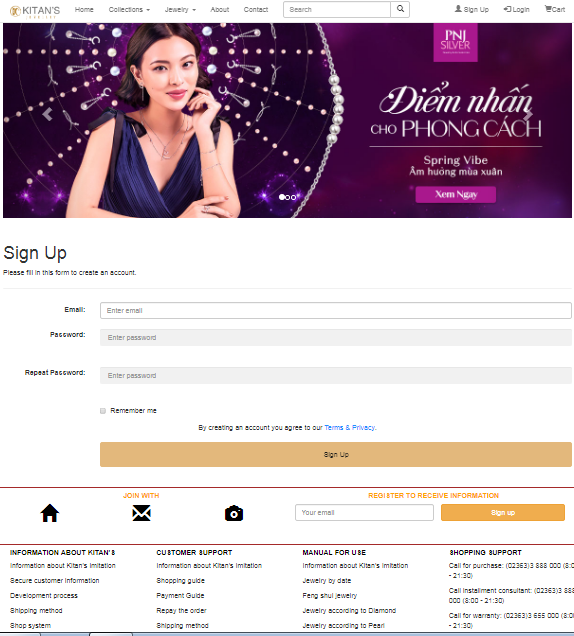 KITAN'S
Home Collections Jewelry About Contact Search Sign Up Login Cart
PNJ
SILVER
Điểm nhấn
CHO PHONG CÁCH
Spring Vibe
Âm hưởng mùa xuân
Xem Ngay
Sign Up
Please fill in this form to create an account.
Email: Enter email
Password: Enter password
Repeat Password: Enter password
Remember me
By creating an account you agree to our Terms & Privacy.
Sign Up
JOIN WITH
REGISTER TO RECEIVE INFORMATION
Your email Sign up
INFORMATION ABOUT KITAN'S
Information about Kitan's imitation
Secure customer information
Development process
Shipping method
Shop system
CUSTOMER SUPPORT
Information about Kitan's imitation
Shopping guide
Payment Guide
Repay the order
Shipping method
MANUAL FOR USE
Information about Kitan's imitation
Jewelry by date
Feng shui jewelry
Jewelry according to Diamond
Jewelry according to Pearl
SHOPPING SUPPORT
Call for purchase: (02363)3 888 000 (8:0
- 21:30)
Call installment consultant: (02363)3 88
000 (8:00 - 21:30)
Call for warranty: (02363)3 655 000 (8:0
- 21:30)